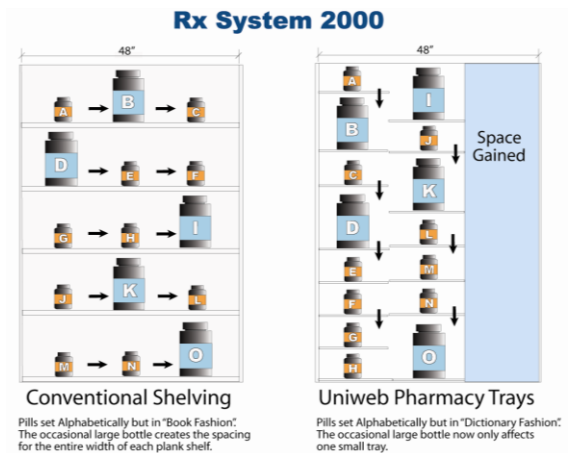 Rx System 2000
48"
A
B
C
D
E
F
G
H
I
J
K
L
M
N
O
Conventional Shelving
Pills set Alphabetically but in "Book Fashion".
The occasional large bottle creates the spacing
for the entire width of each plank shelf.
48"
A
B
C
D
E
F
G
H
I
J
K
L
M
N
O
Space
Gained
Uniweb Pharmacy Trays
Pills set Alphabetically but in "Dictionary Fashion".
The occasional large bottle now only affects
one small tray.